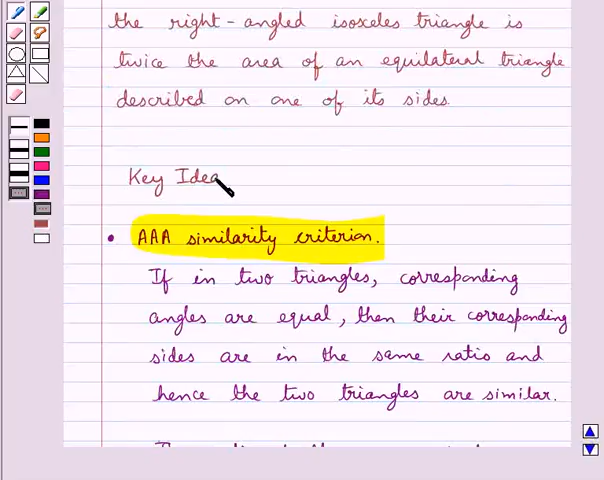 the right-angled isosceles triangle is
twice the area of an equilateral triangle
described on one of its sides.
Key Idea
• AAA similarity criterion.
If in two triangles, corresponding
angles are equal, then their corresponding
sides are in the same ratio and
hence the two triangles are similar.